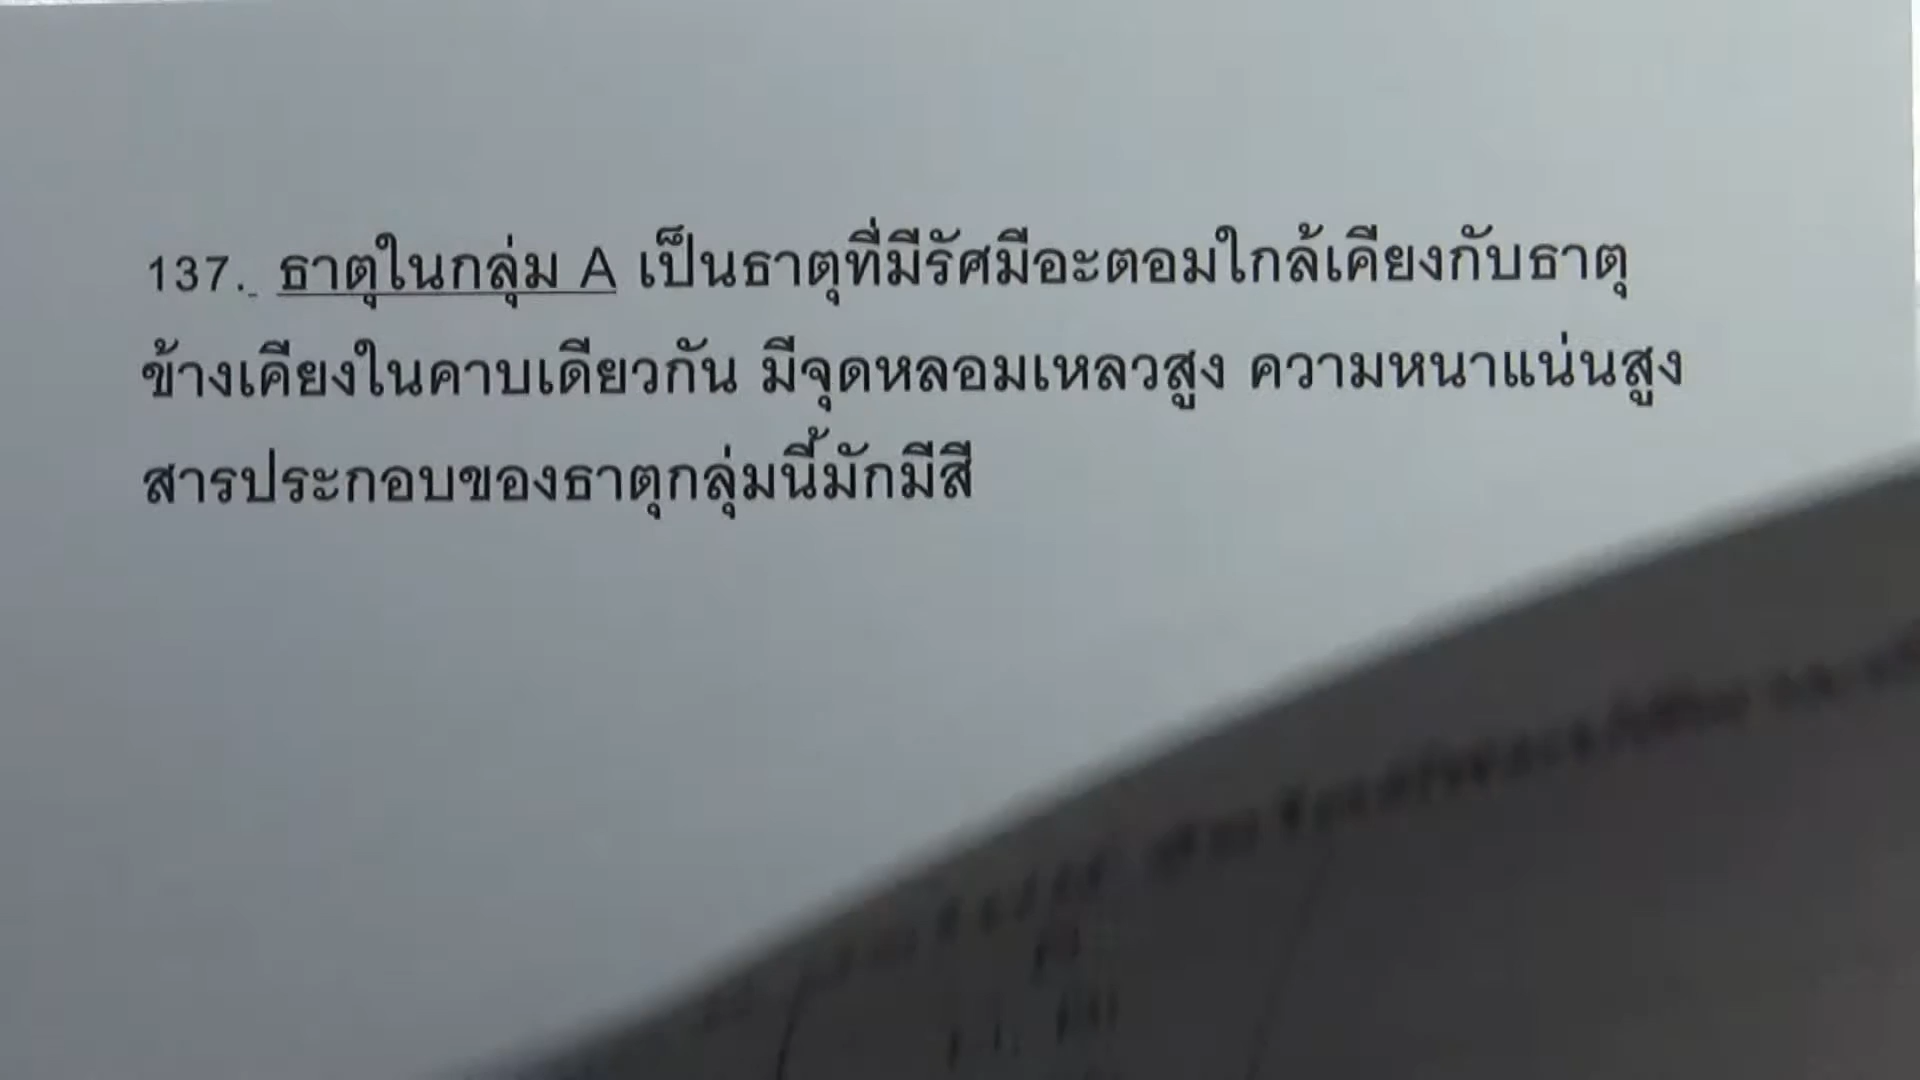 137. ธาตุในกลุ่ม A เป็นธาตุที่มีรัศมีอะตอมใกล้เคียงกับธาตุ
ข้างเคียงในคาบเดียวกัน มีจุดหลอมเหลวสูง ความหนาแน่นสูง
สารประกอบของธาตุกลุ่มนี้มักมีสี